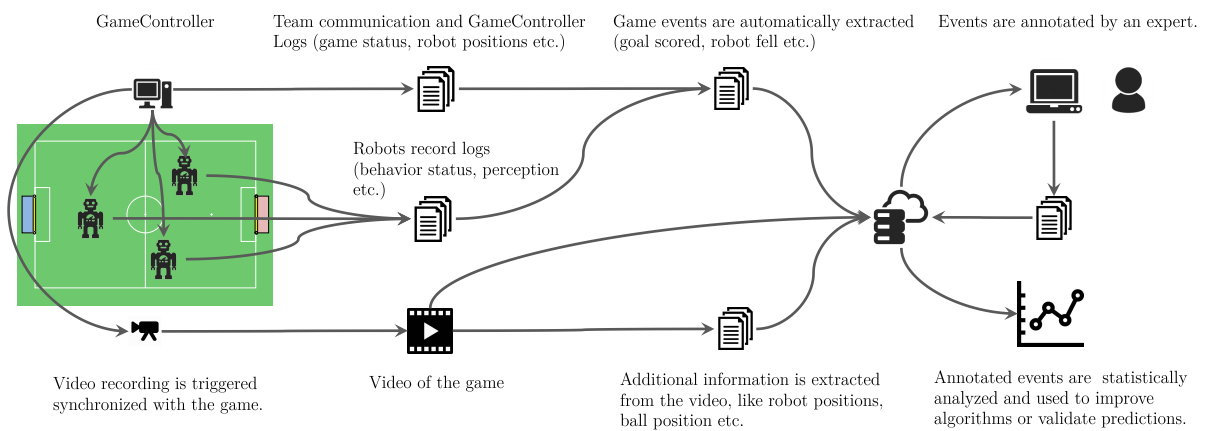 GameController
Team communication and GameController
Logs (game status, robot positions etc.)
Game events are automatically extracted
(goal scored, robot fell etc.)
Events are annotated by an expert.
Robots record logs
(behavior status, perception
etc.)
Video recording is triggered
synchronized with the game.
Video of the game
Additional information is extracted
from the video, like robot positions,
ball position etc.
Annotated events are statistically
analyzed and used to improve
algorithms or validate predictions.